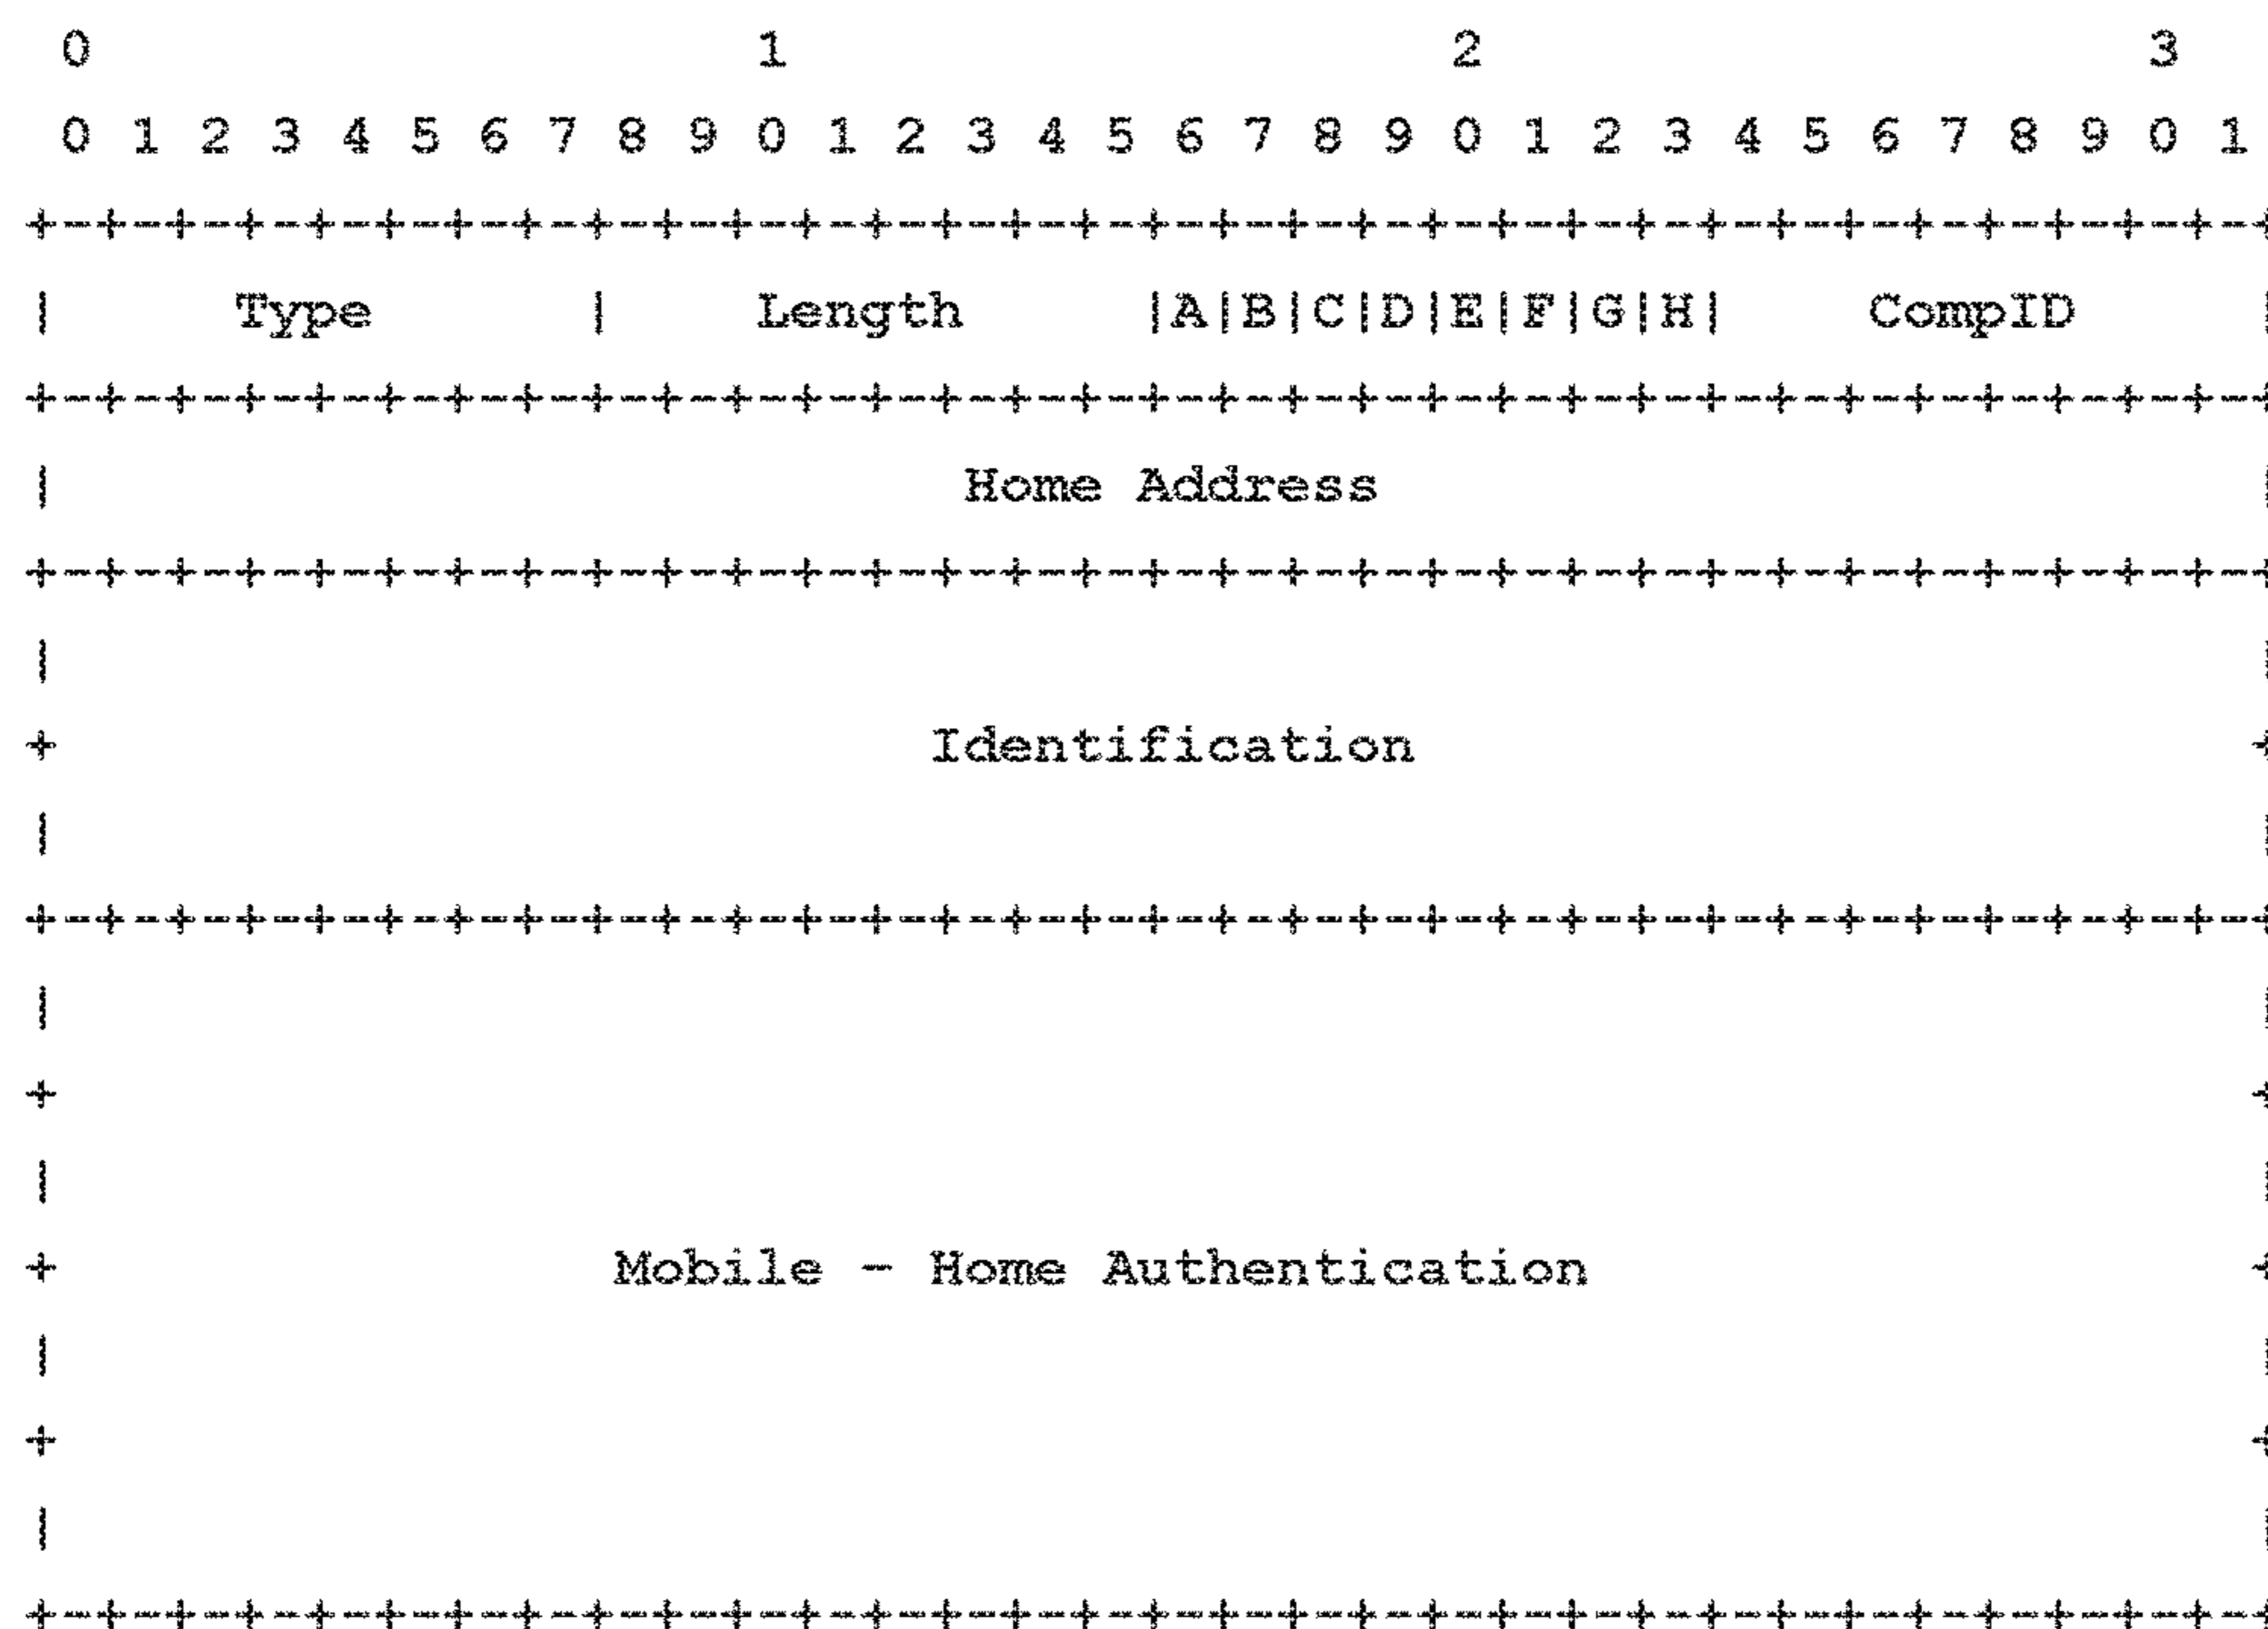 0 1 2 3
0 1 2 3 4 5 6 7 8 9 0 1 2 3 4 5 6 7 8 9 0 1 2 3 4 5 6 7 8 9 0 1
+-+-+-+-+-+-+-+-+-+-+-+-+-+-+-+-+-+-+-+-+-+-+-+-+-+-+-+-+-+-+-+-+
| Type | Length |A|B|C|D|E|F|G|H| CompID |
+-+-+-+-+-+-+-+-+-+-+-+-+-+-+-+-+-+-+-+-+-+-+-+-+-+-+-+-+-+-+-+-+
| Home Address |
+-+-+-+-+-+-+-+-+-+-+-+-+-+-+-+-+-+-+-+-+-+-+-+-+-+-+-+-+-+-+-+-+
| |
+ Identification +
| |
+-+-+-+-+-+-+-+-+-+-+-+-+-+-+-+-+-+-+-+-+-+-+-+-+-+-+-+-+-+-+-+-+
| |
+ +
| |
+ Mobile - Home Authentication +
| |
+ +
| |
+-+-+-+-+-+-+-+-+-+-+-+-+-+-+-+-+-+-+-+-+-+-+-+-+-+-+-+-+-+-+-+-+